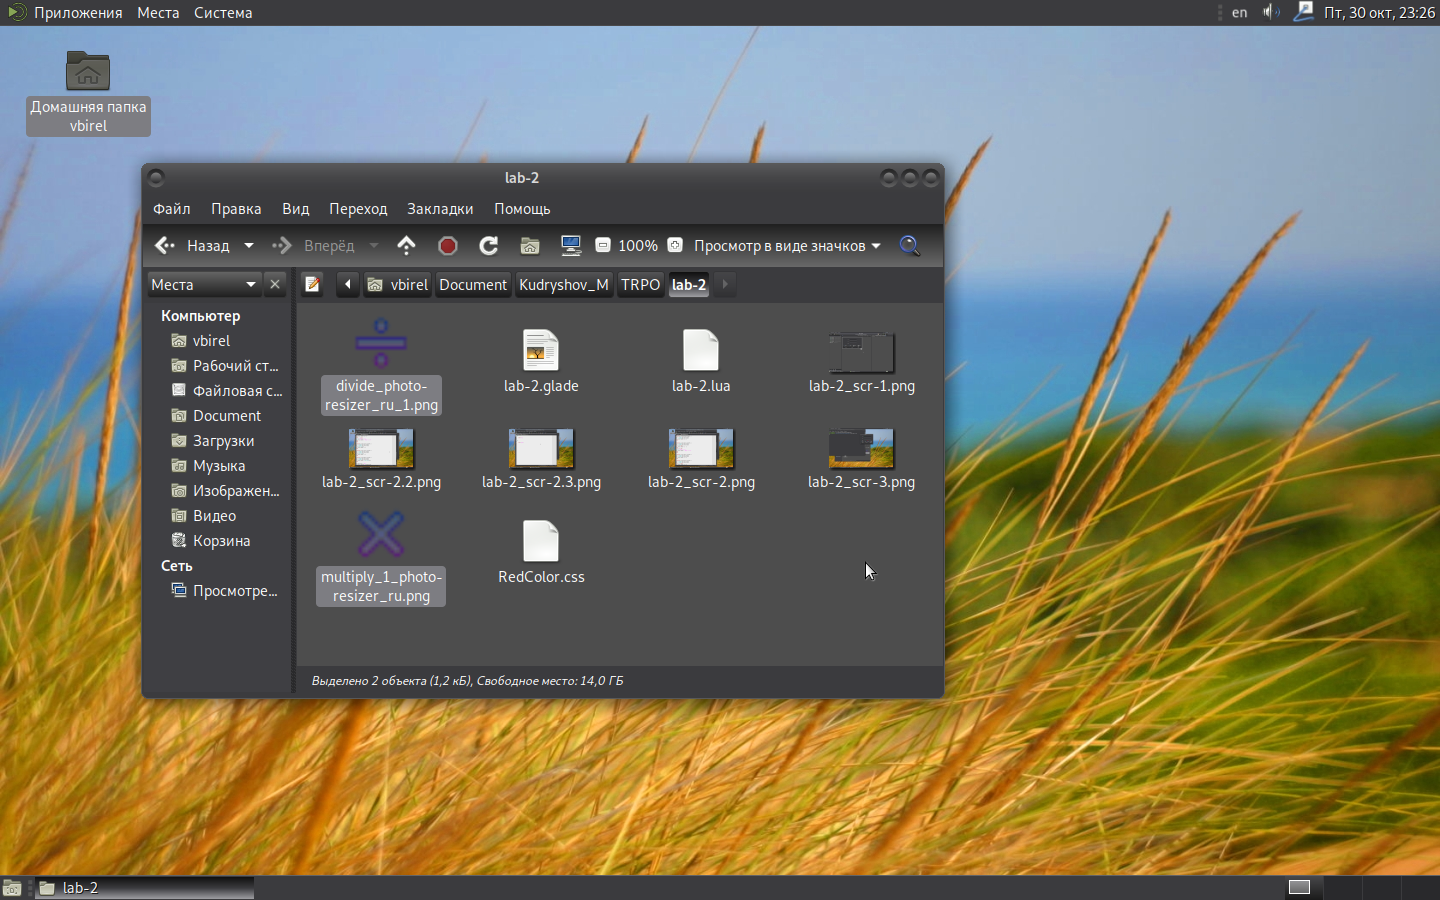 Приложения Места Система
en Пт, 30 окт, 23:26
Домашняя папка
vbirel
lab-2
Файл Правка Вид Переход Закладки Помощь
Назад Вперёд 100% Просмотр в виде значков
Места vbirel Document Kudryshov_M TRPO lab-2
Компьютер
vbirel
Рабочий ст...
Файловая с...
Document
Загрузки
Музыка
Изображен...
Видео
Корзина
Сеть
Просмотре...
divide_photo-
resizer_ru_1.png
lab-2.glade
lab-2.lua
lab-2_scr-1.png
lab-2_scr-2.2.png
lab-2_scr-2.3.png
lab-2_scr-2.png
lab-2_scr-3.png
multiply_1_photo-
resizer_ru.png
RedColor.css
Выделено 2 объекта (1,2 кБ), Свободное место: 14,0 ГБ
lab-2